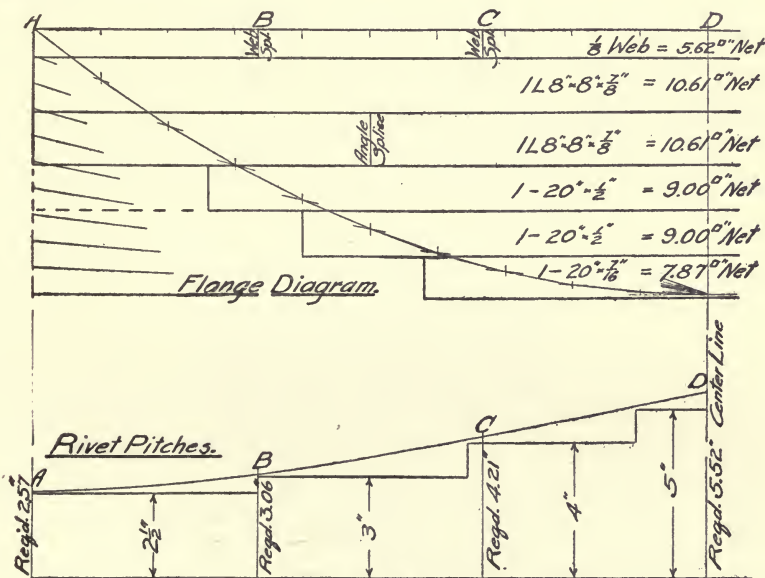 A B C D
Web Spl.
Web Spl.
1/8 Web = 5.62□" Net
1L 8"×8"×7/8" = 10.61□" Net
Angle Splice
1L 8"×8"×7/8" = 10.61□" Net
1-20"×1/2" = 9.00□" Net
1-20"×1/2" = 9.00□" Net
1-20"×7/16" = 7.87□" Net
Flange Diagram.
Rivet Pitches.
A B C D
Center Line
Reqd. 2.57"
2 1/2"
Reqd. 3.06"
3"
Reqd. 4.21"
4"
5"
Reqd. 5.52"